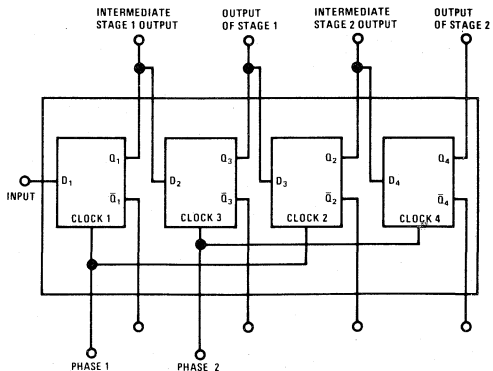 INTERMEDIATE
STAGE 1 OUTPUT
OUTPUT
OF STAGE 1
INTERMEDIATE
STAGE 2 OUTPUT
OUTPUT
OF STAGE 2
INPUT
D1
Q1
Q̅1
CLOCK 1
D2
Q3
Q̅3
CLOCK 3
D3
Q2
Q̅2
CLOCK 2
D4
Q4
Q̅4
CLOCK 4
PHASE 1
PHASE 2